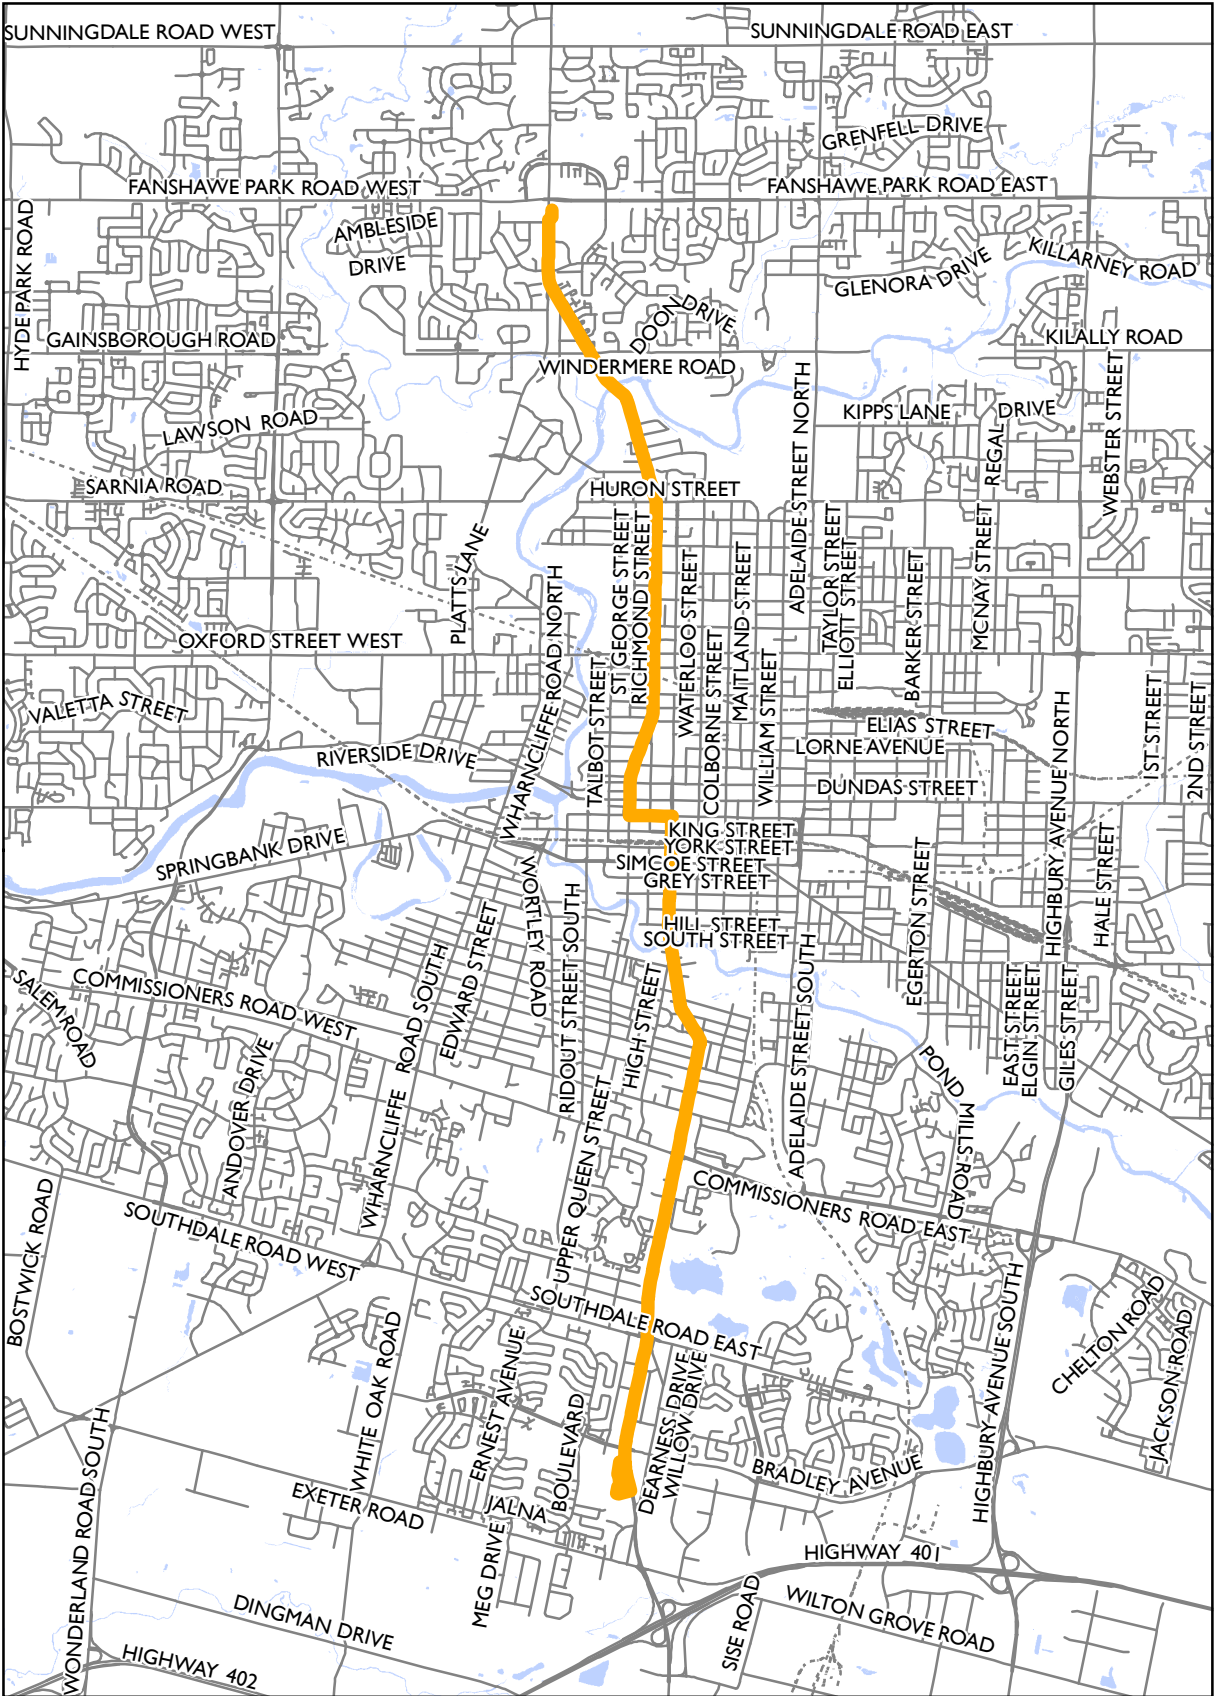 SUNNINGDALE ROAD WEST
SUNNINGDALE ROAD EAST
GRENFELL DRIVE
FANSHAWE PARK ROAD WEST
FANSHAWE PARK ROAD EAST
HYDE PARK ROAD
AMBLESIDE
DRIVE
KILLARNEY ROAD
GLENORA DRIVE
DOON DRIVE
GAINSBOROUGH ROAD
KILALLY ROAD
WINDERMERE ROAD
ADELAIDE STREET NORTH
WEBSTER STREET
KIPPS LANE
REGAL DRIVE
LAWSON ROAD
SARNIA ROAD
HURON STREET
PLATTS LANE
ST GEORGE STREET
RICHMOND STREET
TAYLOR STREET
ELLIOTT STREET
BARKER STREET
MCNAY STREET
WATERLOO STREET
MAITLAND STREET
WHARNCLIFFE ROAD NORTH
OXFORD STREET WEST
TALBOT STREET
COLBORNE STREET
WILLIAM STREET
VALETTA STREET
ELIAS STREET
HIGHBURY AVENUE NORTH
1ST STREET
2ND STREET
RIVERSIDE DRIVE
LORNE AVENUE
DUNDAS STREET
SPRINGBANK DRIVE
KING STREET
YORK STREET
SIMCOE STREET
GREY STREET
WORTLEY ROAD
EGERTON STREET
HALE STREET
HILL STREET
SOUTH STREET
RIDOUT STREET SOUTH
EDWARD STREET
HIGH STREET
ADELAIDE STREET SOUTH
SALEM ROAD
COMMISSIONERS ROAD WEST
WHARNCLIFFE ROAD SOUTH
EAST STREET
ELGIN STREET
GILES STREET
POND MILLS ROAD
ANDOVER DRIVE
UPPER QUEEN STREET
COMMISSIONERS ROAD EAST
BOSTWICK ROAD
SOUTHDALE ROAD WEST
SOUTHDALE ROAD EAST
HIGHBURY AVENUE SOUTH
CHELTON ROAD
JACKSON ROAD
WHITE OAK ROAD
ERNEST AVENUE
DEARNESS DRIVE
WILLOW DRIVE
JALNA
BOULEVARD
BRADLEY AVENUE
WONDERLAND ROAD SOUTH
EXETER ROAD
MEG DRIVE
HIGHWAY 401
SISE ROAD
WILTON GROVE ROAD
DINGMAN DRIVE
HIGHWAY 402